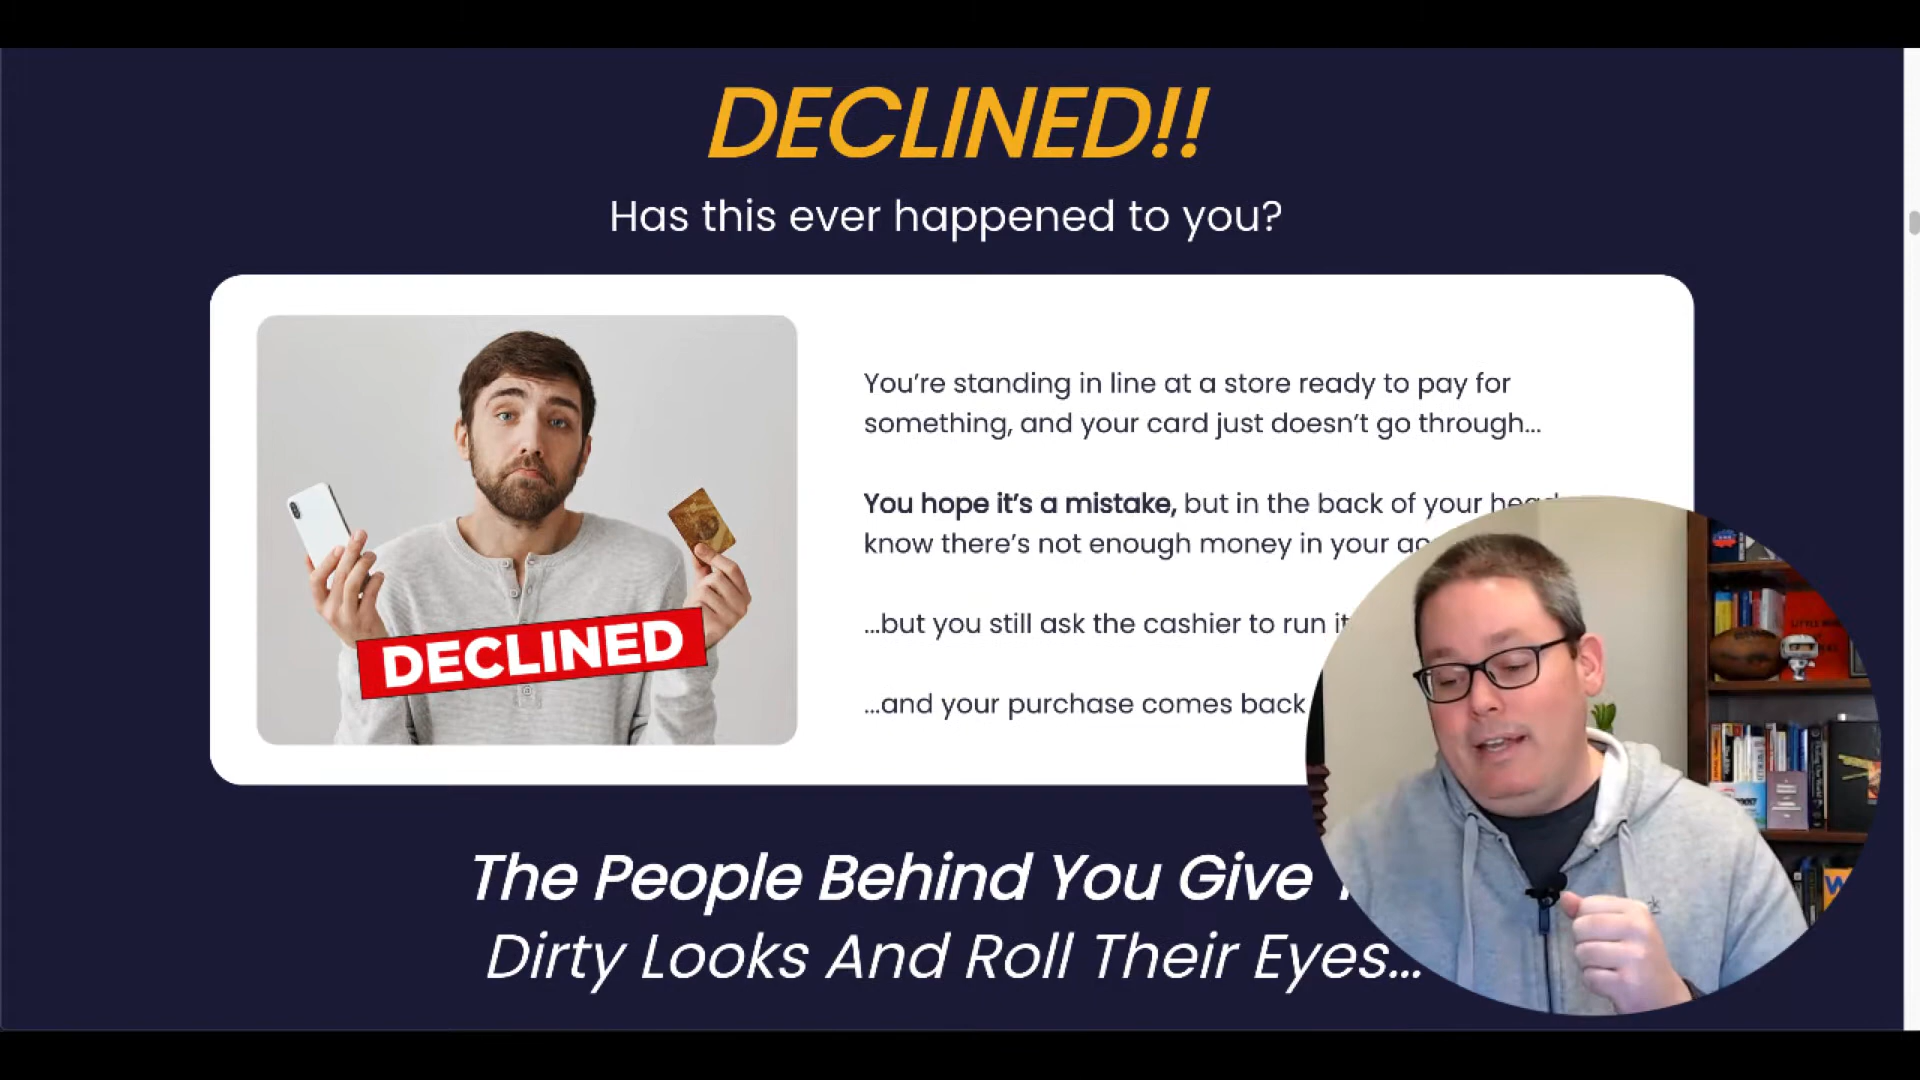 DECLINED!!
Has this ever happened to you?
You're standing in line at a store ready to pay for
something, and your card just doesn't go through...
You hope it's a mistake, but in the back of your
know there's not enough money in your
...but you still ask the cashier to run it
...and your purchase comes back
DECLINED
The People Behind You Give
Dirty Looks And Roll Their Eyes...